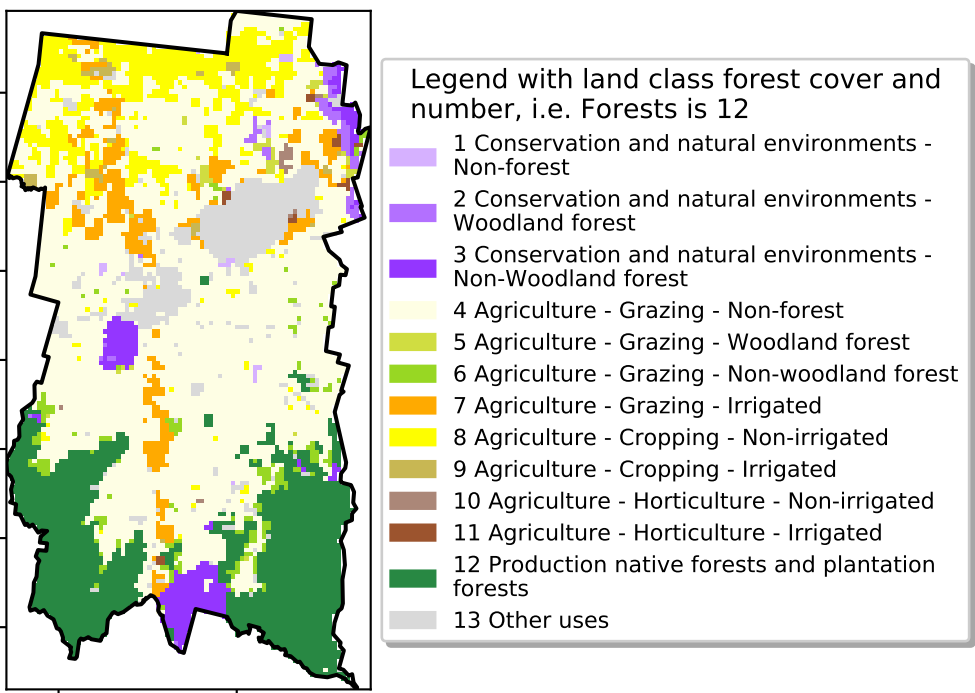 Legend with land class forest cover and
number, i.e. Forests is 12
1 Conservation and natural environments -
Non-forest
2 Conservation and natural environments -
Woodland forest
3 Conservation and natural environments -
Non-Woodland forest
4 Agriculture - Grazing - Non-forest
5 Agriculture - Grazing - Woodland forest
6 Agriculture - Grazing - Non-woodland forest
7 Agriculture - Grazing - Irrigated
8 Agriculture - Cropping - Non-irrigated
9 Agriculture - Cropping - Irrigated
10 Agriculture - Horticulture - Non-irrigated
11 Agriculture - Horticulture - Irrigated
12 Production native forests and plantation
forests
13 Other uses